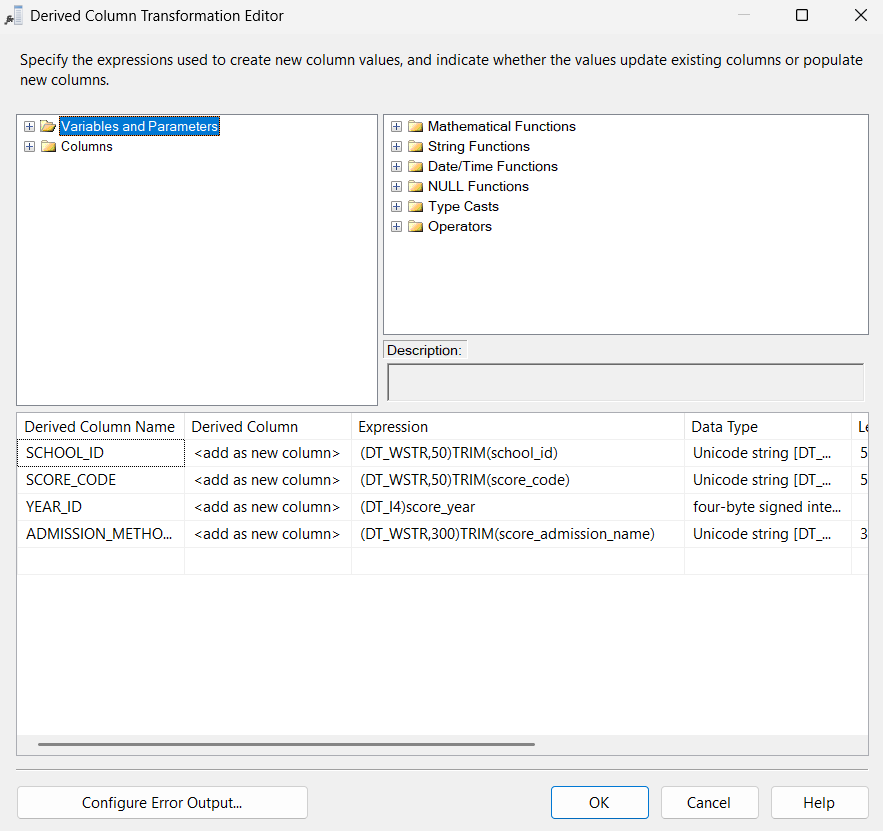 Derived Column Transformation Editor
Specify the expressions used to create new column values, and indicate whether the values update existing columns or populate
new columns.
Variables and Parameters
Columns
Mathematical Functions
String Functions
Date/Time Functions
NULL Functions
Type Casts
Operators
Description:
Derived Column Name Derived Column Expression Data Type Le
SCHOOL_ID <add as new column> (DT_WSTR,50)TRIM(school_id) Unicode string [DT_... 5
SCORE_CODE <add as new column> (DT_WSTR,50)TRIM(score_code) Unicode string [DT_... 5
YEAR_ID <add as new column> (DT_I4)score_year four-byte signed inte...
ADMISSION_METHO... <add as new column> (DT_WSTR,300)TRIM(score_admission_name) Unicode string [DT_... 3
Configure Error Output... OK Cancel Help